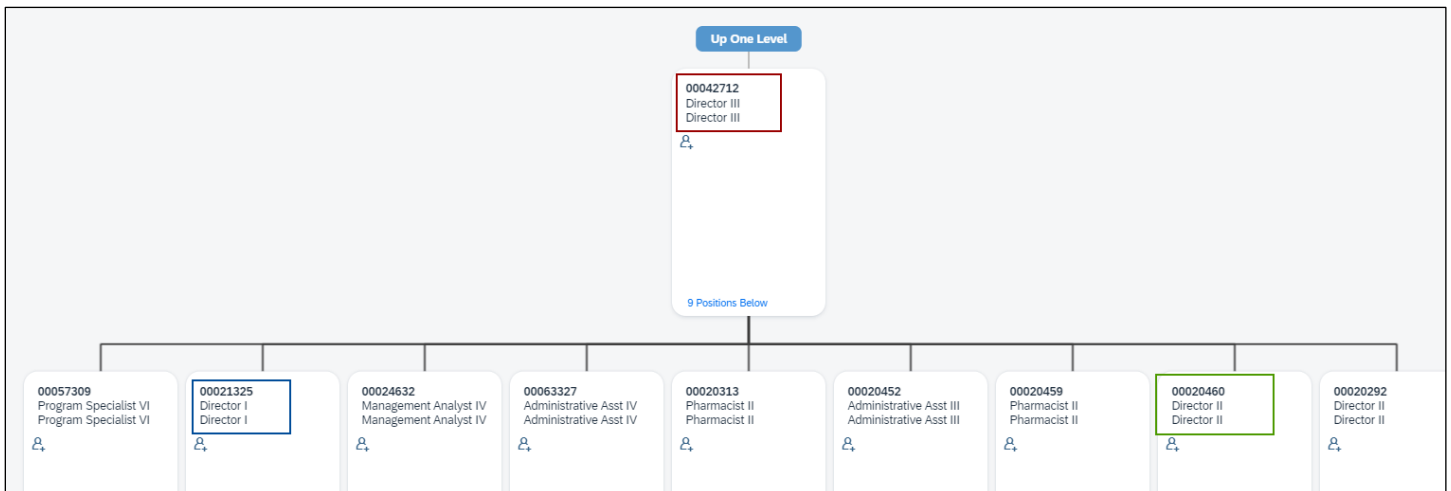 Up One Level
00042712
Director III
Director III
9 Positions Below
00057309
Program Specialist VI
Program Specialist VI
00021325
Director I
Director I
00024632
Management Analyst IV
Management Analyst IV
00063327
Administrative Asst IV
Administrative Asst IV
00020313
Pharmacist II
Pharmacist II
00020452
Administrative Asst III
Administrative Asst III
00020459
Pharmacist II
Pharmacist II
00020460
Director II
Director II
00020292
Director II
Director II